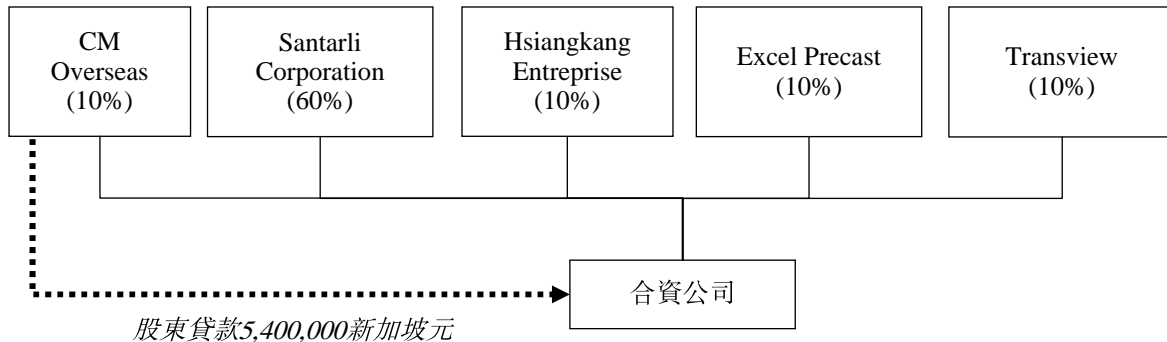 CM
Overseas
(10%)
Santarli
Corporation
(60%)
Hsiangkang
Entreprise
(10%)
Excel Precast
(10%)
Transview
(10%)
合資公司
股東貸款5,400,000新加坡元